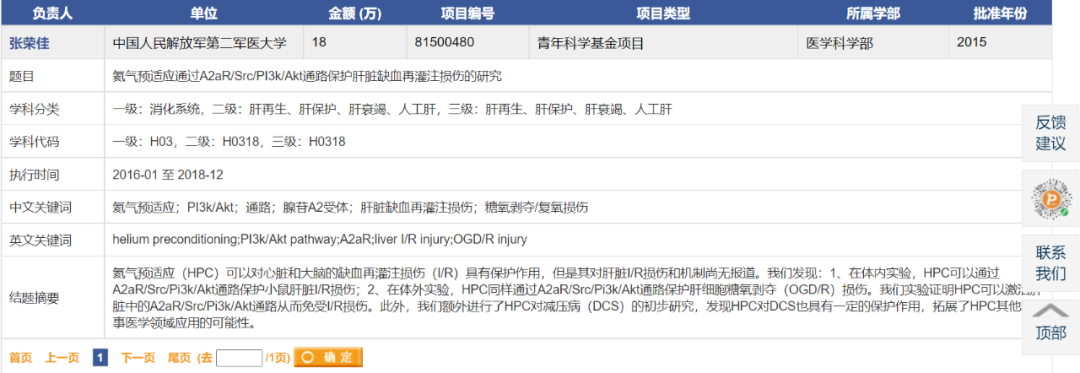 负责人 单位 金额 (万) 项目编号 项目类型 所属学部 批准年份
张荣佳 中国人民解放军第二军医大学 18 81500480 青年科学基金项目 医学科学部 2015
题目 氦气预适应通过A2aR/Src/PI3k/Akt通路保护肝脏缺血再灌注损伤的研究
学科分类 一级：消化系统，二级：肝再生、肝保护、肝衰竭、人工肝，三级：肝再生、肝保护、肝衰竭、人工肝
学科代码 一级：H03，二级：H0318，三级：H0318
执行时间 2016-01 至 2018-12
中文关键词 氦气预适应；PI3k/Akt；通路；腺苷A2受体；肝脏缺血再灌注损伤；糖氧剥夺/复氧损伤
英文关键词 helium preconditioning;PI3k/Akt pathway;A2aR;liver I/R injury;OGD/R injury
结题摘要
氦气预适应（HPC）可以对心脏和大脑的缺血再灌注损伤（I/R）具有保护作用，但是其对肝脏I/R损伤和机制尚无报道。我们发现：1、在体内实验，HPC可以通过
A2aR/Src/PI3k/Akt通路保护小鼠肝脏I/R损伤；2、在体外实验，HPC同样通过A2aR/Src/PI3k/Akt通路保护肝细胞糖氧剥夺（OGD/R）损伤。我们实验证明HPC可以激活
脏中的A2aR/Src/PI3k/Akt通路从而免受I/R损伤。此外，我们额外进行了HPC对减压病（DCS）的初步研究，发现HPC对DCS也具有一定的保护作用，拓展了HPC其他
事医学领域应用的可能性。
首页 上一页 1 下一页 尾页 (去 /1页) 确 定
反馈
建议
联系
我们
顶部